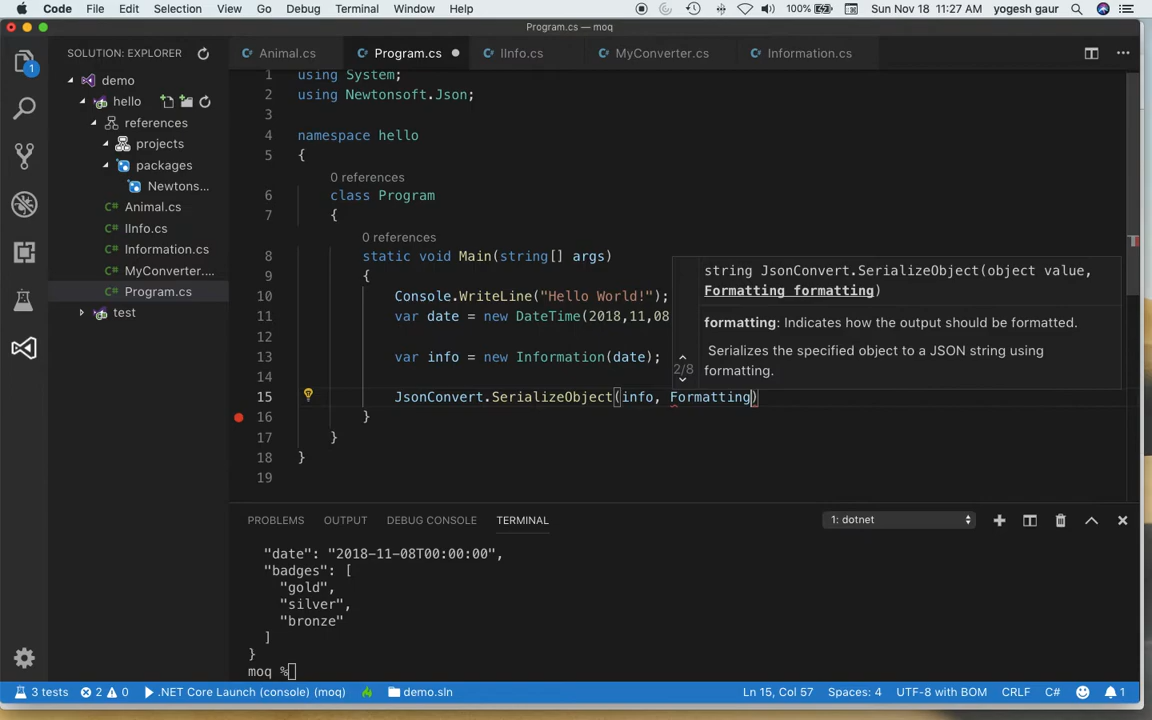 Code File Edit Selection View Go Debug Terminal Window Help 100% Sun Nov 18 11:27 AM yogesh gaur
Program.cs — moq
SOLUTION: EXPLORER
1
demo
hello
references
projects
packages
Newtons...
Animal.cs
IInfo.cs
Information.cs
MyConverter....
Program.cs
test
Animal.cs Program.cs IInfo.cs MyConverter.cs Information.cs
1 using System;
2 using Newtonsoft.Json;
3
4 namespace hello
5 {
0 references
6 class Program
7 {
0 references
8 static void Main(string[] args)
9 {
10 Console.WriteLine("Hello World!");
11 var date = new DateTime(2018,11,08
12
13 var info = new Information(date);
14
15 JsonConvert.SerializeObject(info, Formatting)
16 }
17 }
18 }
19
string JsonConvert.SerializeObject(object value,
Formatting formatting)
formatting: Indicates how the output should be formatted.
2/8
Serializes the specified object to a JSON string using
formatting.
PROBLEMS OUTPUT DEBUG CONSOLE TERMINAL 1: dotnet
"date": "2018-11-08T00:00:00",
"badges": [
"gold",
"silver",
"bronze"
]
}
moq %
3 tests 2 0 .NET Core Launch (console) (moq) demo.sln Ln 15, Col 57 Spaces: 4 UTF-8 with BOM CRLF C# 1